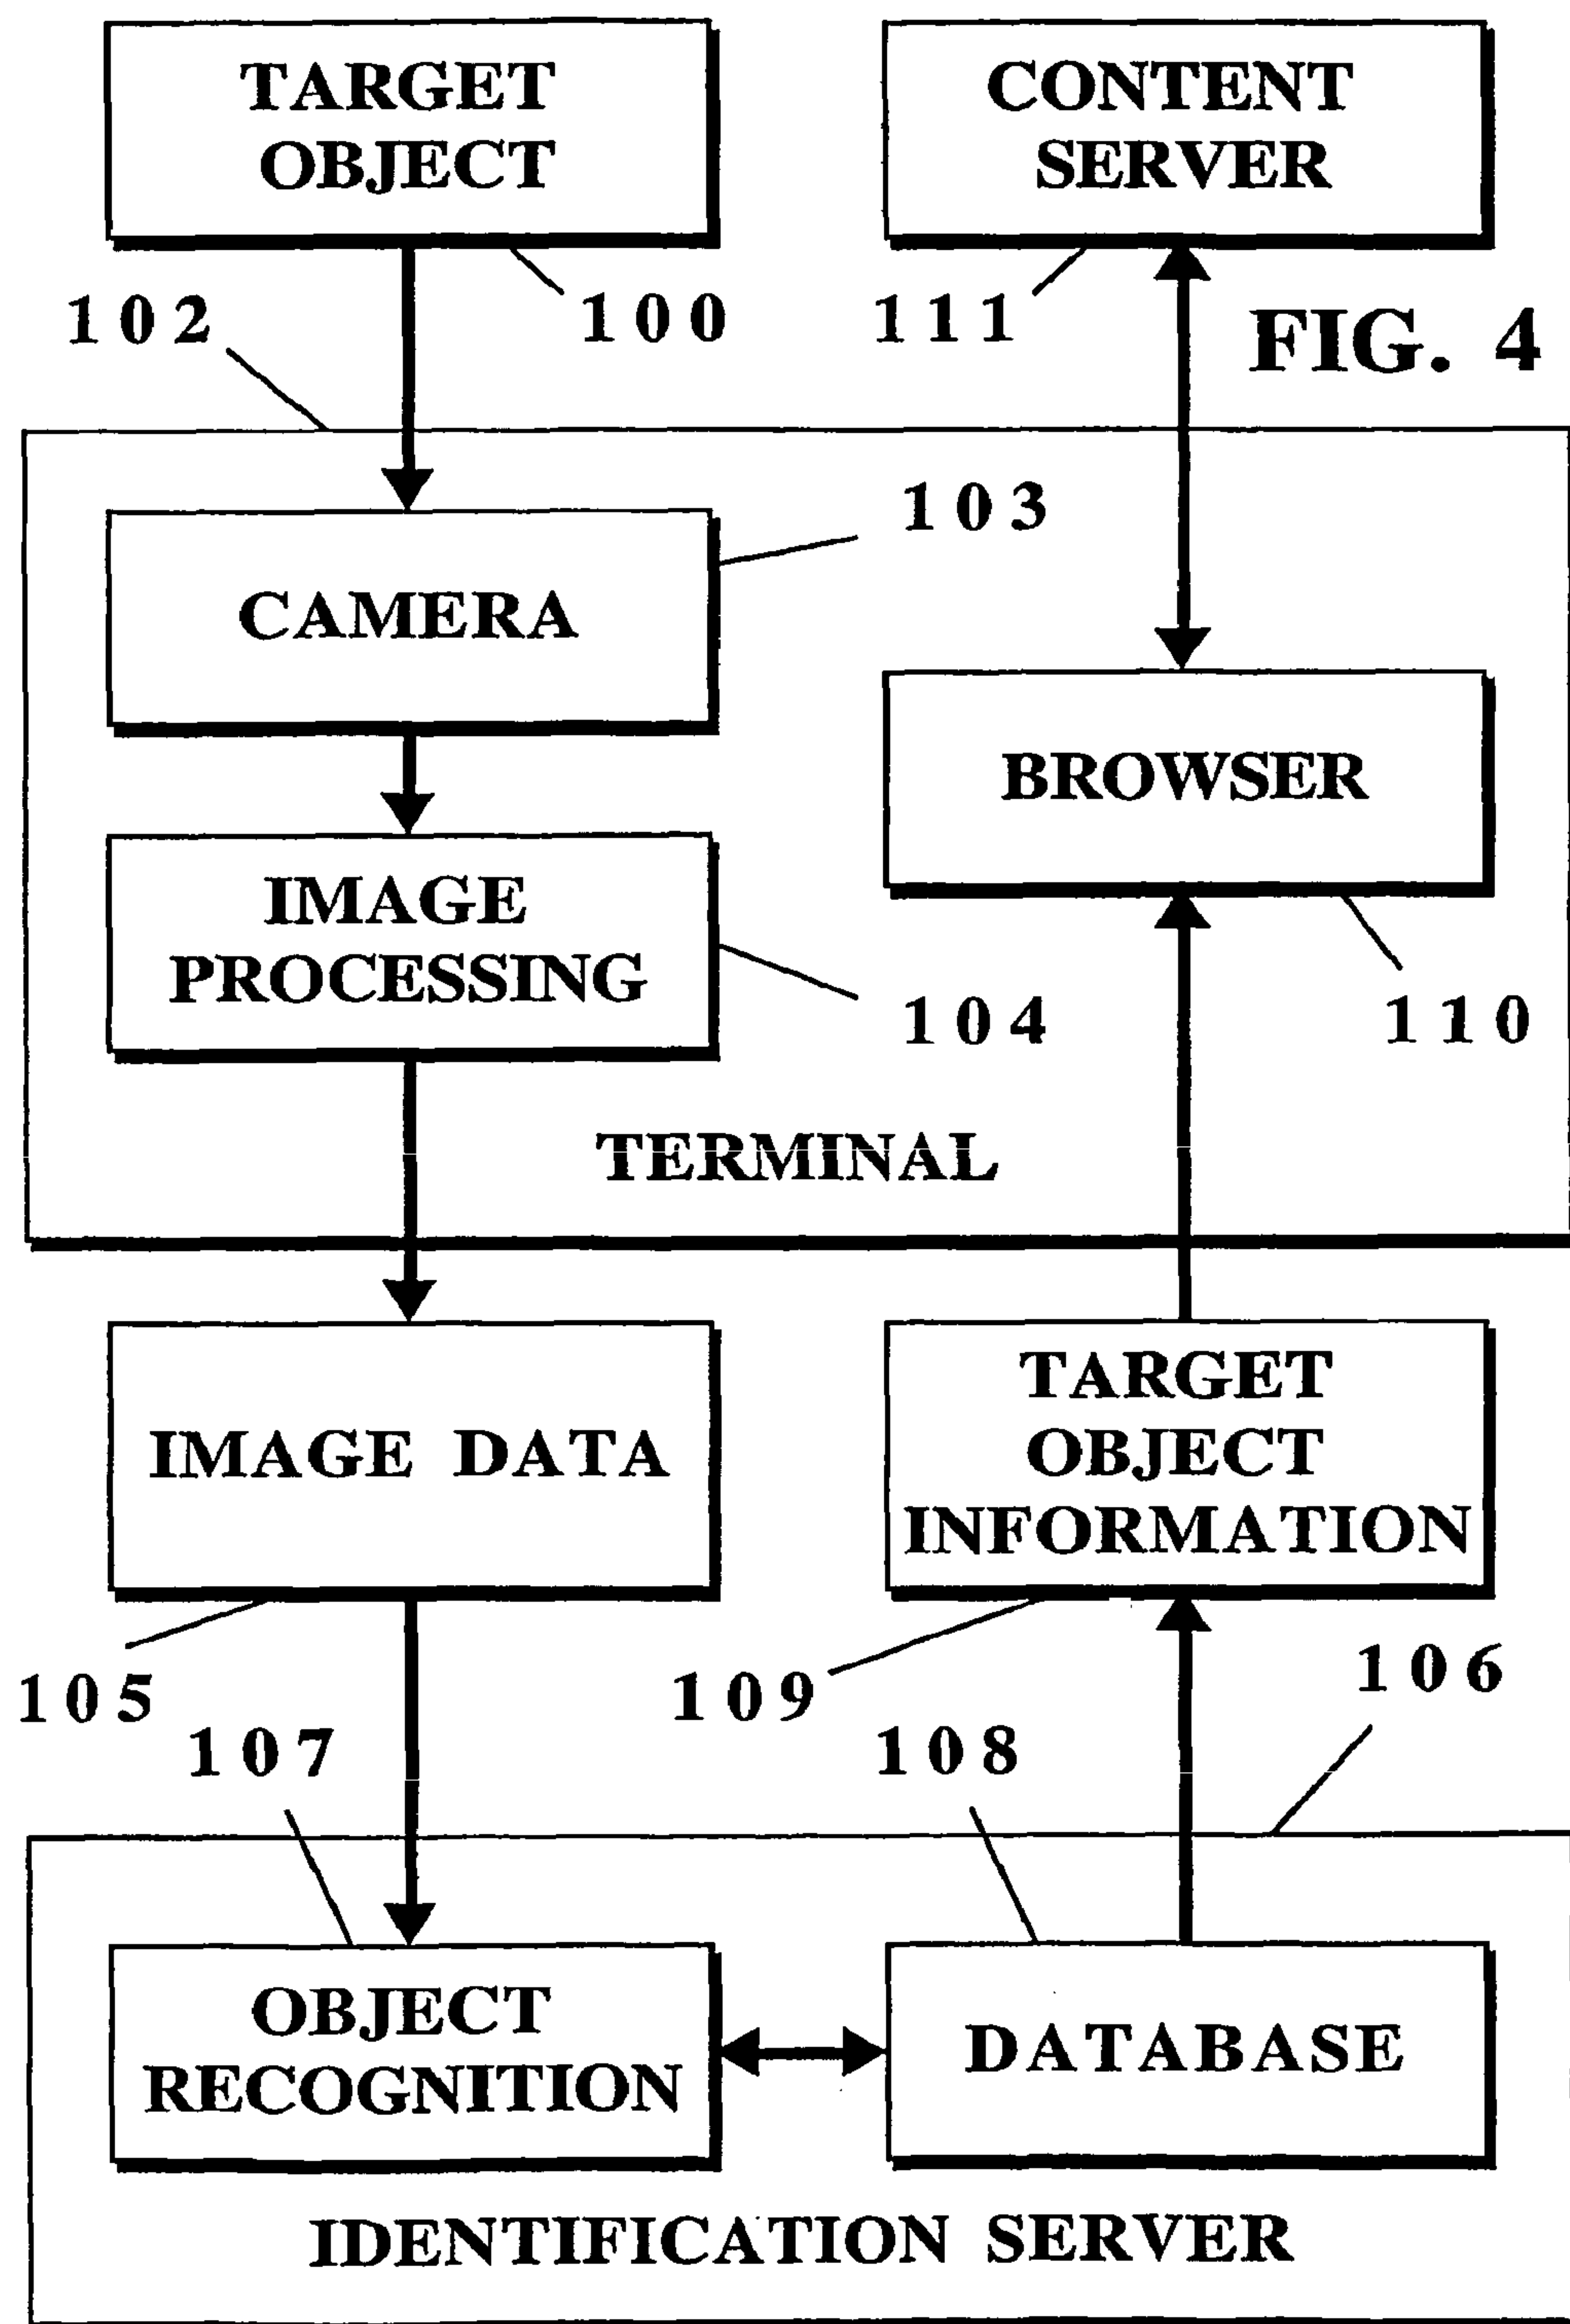 TARGET
OBJECT
CONTENT
SERVER
102
100
111
FIG. 4
103
CAMERA
BROWSER
IMAGE
PROCESSING
104
110
TERMINAL
IMAGE DATA
TARGET
OBJECT
INFORMATION
105
109
106
107
108
OBJECT
RECOGNITION
DATABASE
IDENTIFICATION SERVER